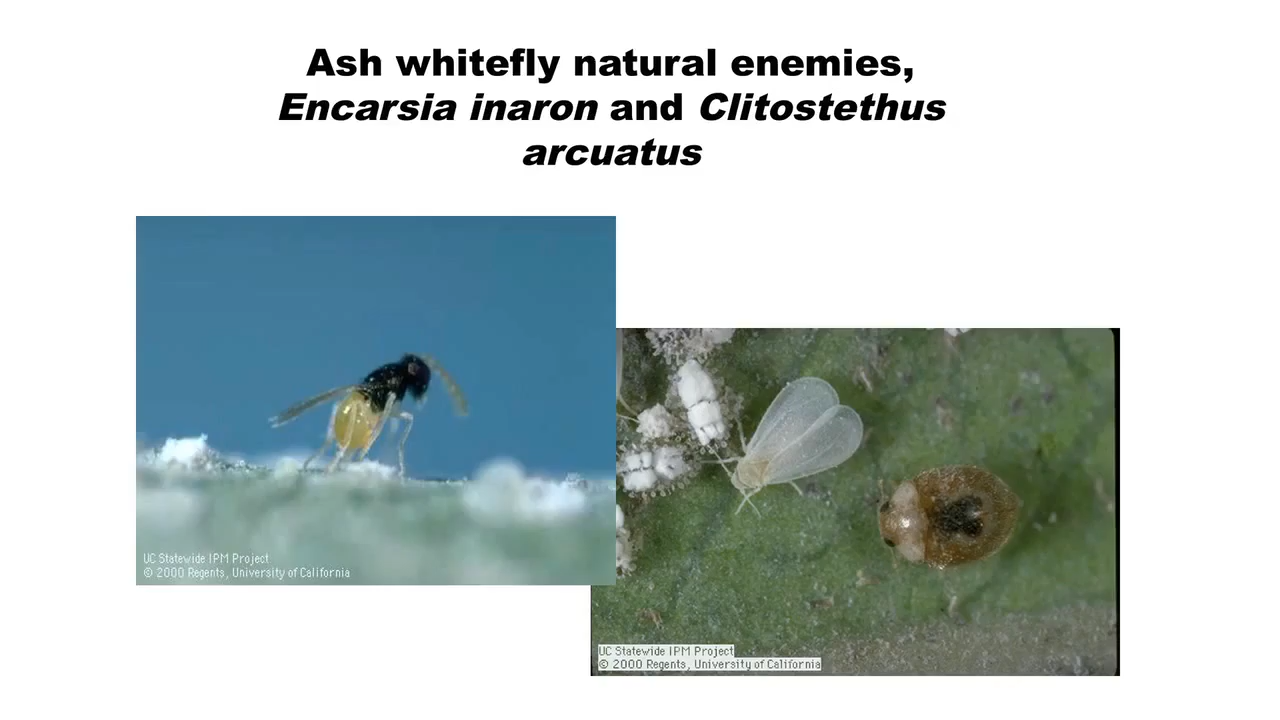 Ash whitefly natural enemies,
Encarsia inaron and Clitostethus
arcuatus
UC Statewide IPM Project
© 2000 Regents, University of California
UC Statewide IPM Project
© 2000 Regents, University of California